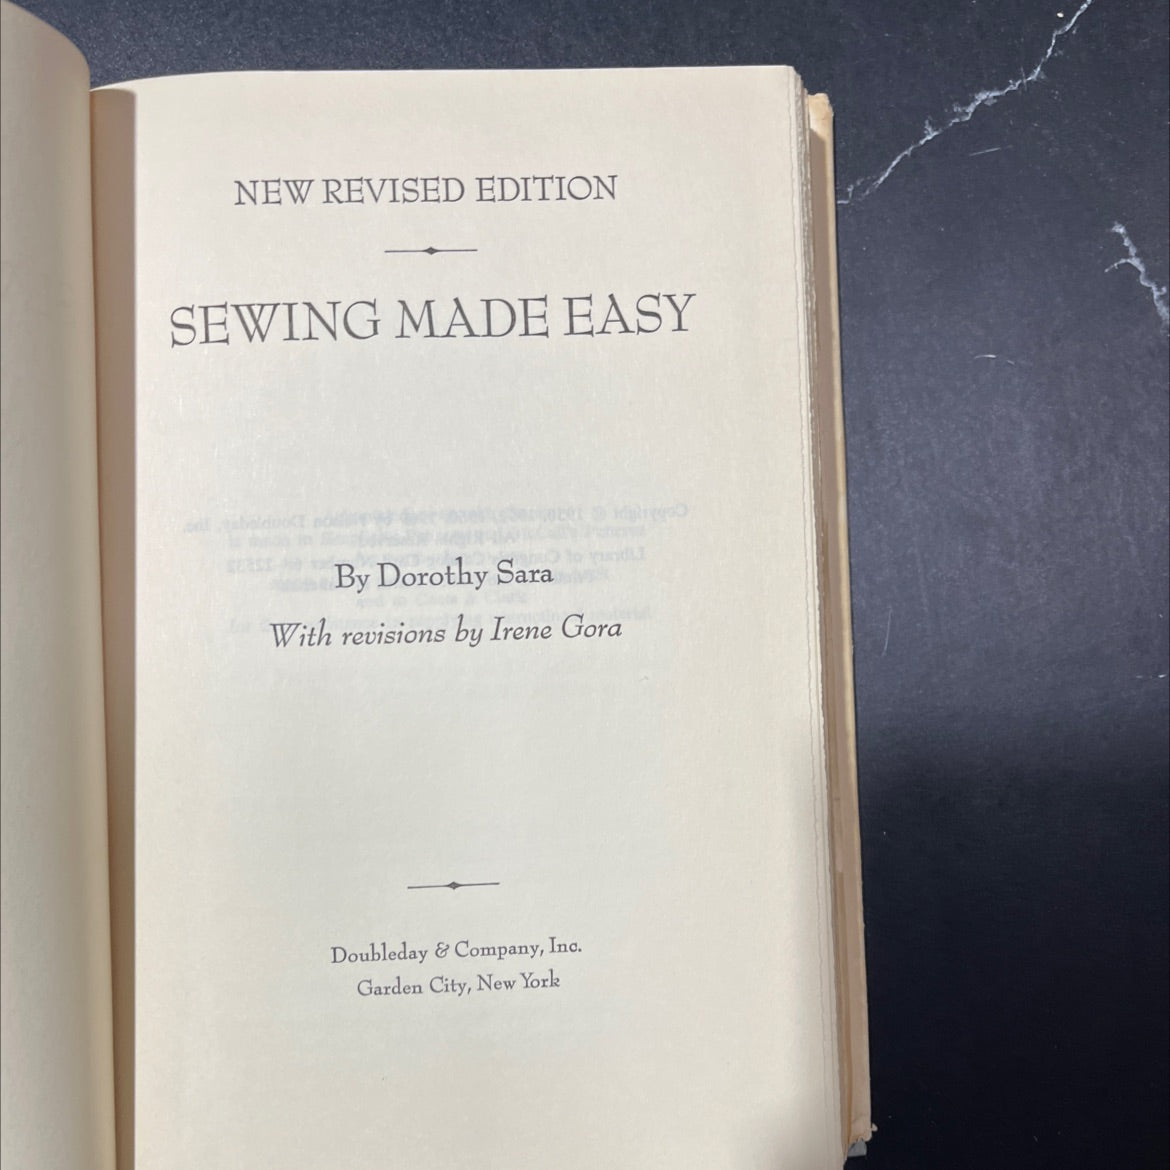 NEW REVISED EDITION
SEWING MADE EASY
By Dorothy Sara
With revisions by Irene Gora
Doubleday & Company, Inc.
Garden City, New York